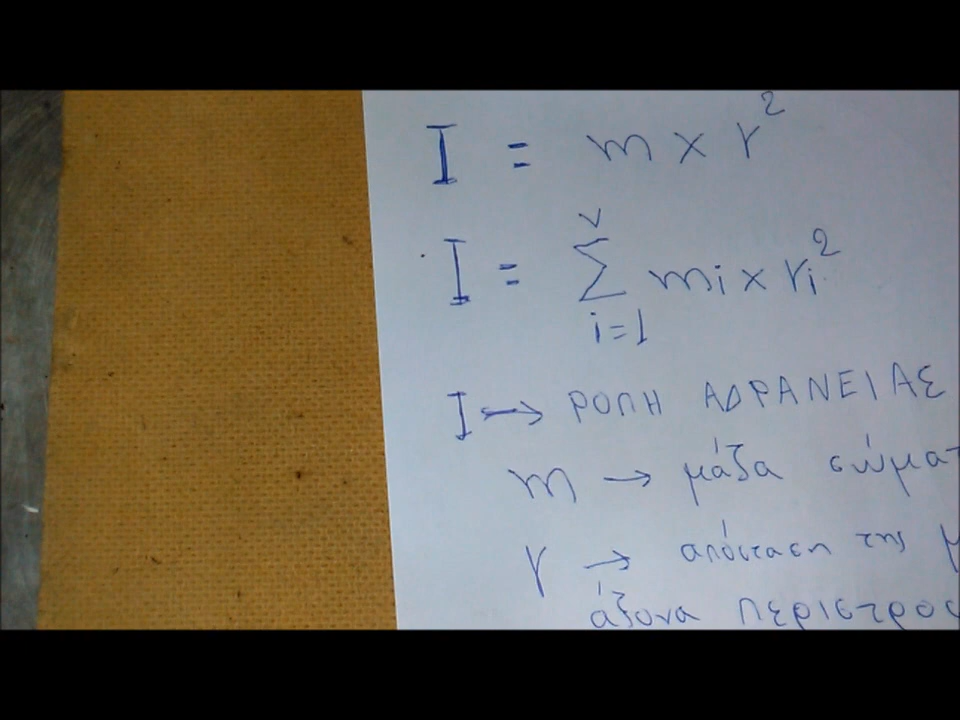 I = m x r²
I = Σ mi x ri²
ν
i=1
I → ΡΟΠΗ ΑΔΡΑΝΕΙΑΣ
m → μάζα
r → απόσταση της
άξονα